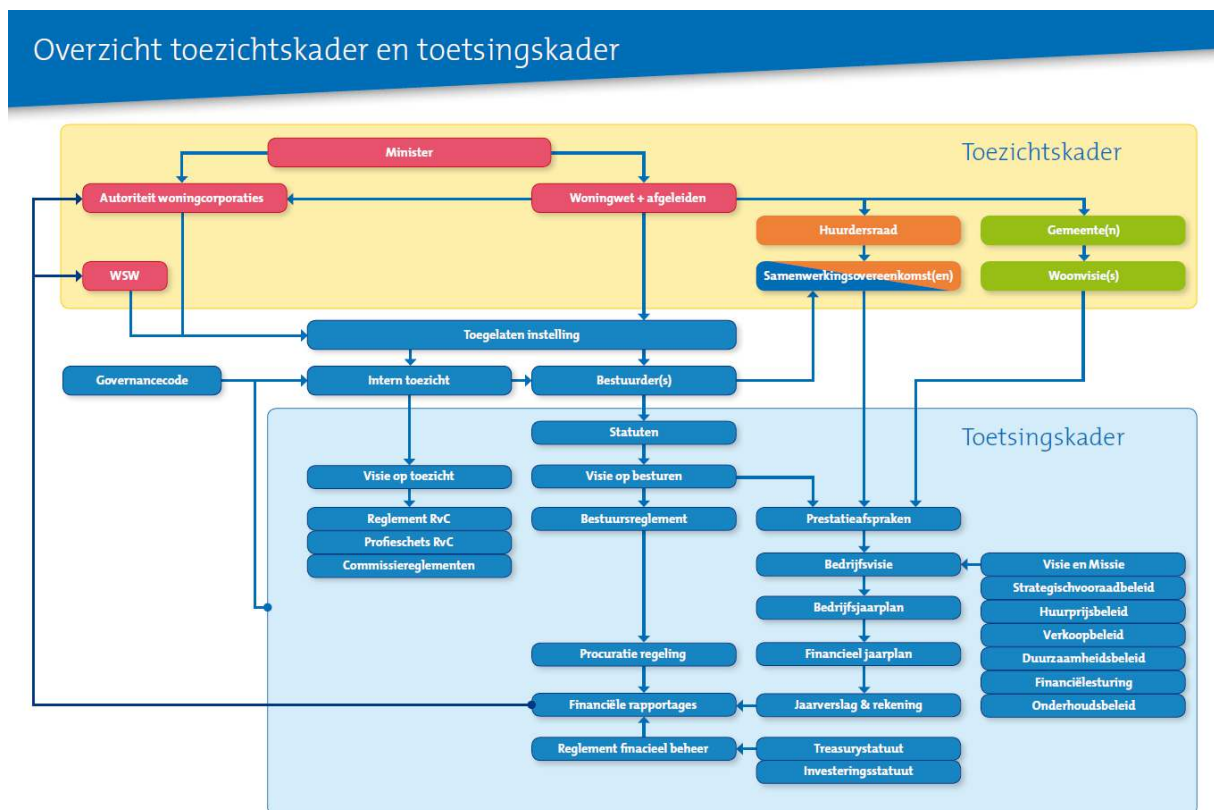 Overzicht toezichtskader en toetsingskader
Toezichtskader
Minister
Autoriteit woningcorporaties
Woningwet + afgeleiden
Huurdersraad
Gemeente(n)
WSW
Samenwerkingsovereenkomst(en)
Woonvisie(s)
Toegelaten instelling
Governancecode
Intern toezicht
Bestuurder(s)
Toetsingskader
Statuten
Visie op toezicht
Visie op besturen
Reglement RvC
Bestuursreglement
Prestatieafspraken
Profieschets RvC
Commissiereglementen
Bedrijfsvisie
Visie en Missie
Strategischvooraadbeleid
Bedrijfsjaarplan
Huurprijsbeleid
Verkoopbeleid
Procuratie regeling
Financieel jaarplan
Duurzaamheidsbeleid
Financiëlesturing
Financiële rapportages
Jaarverslag & rekening
Onderhoudsbeleid
Reglement finacieel beheer
Treasurystatuut
Investeringsstatuut